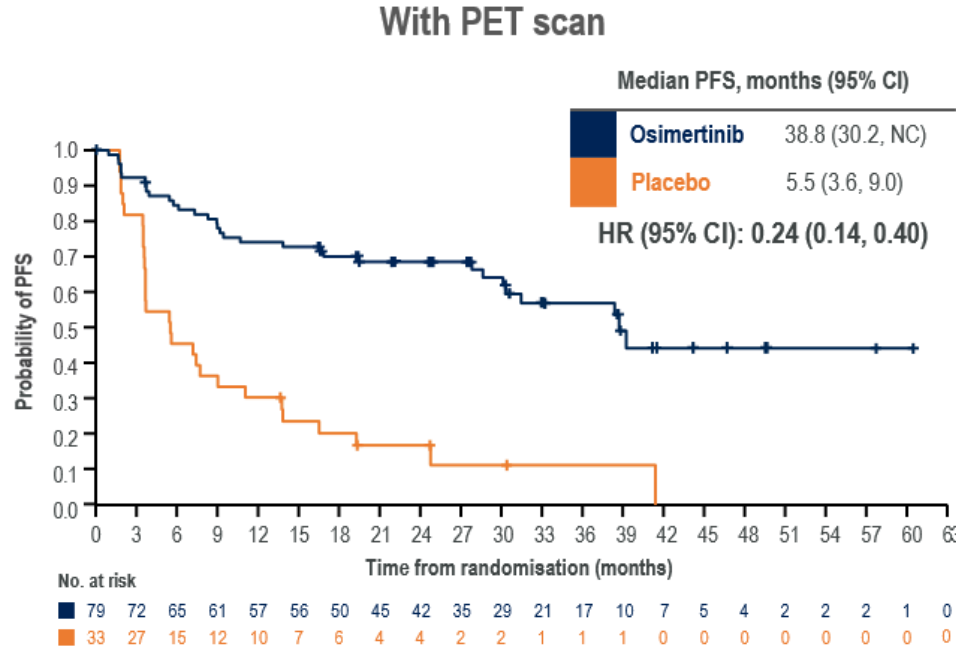 With PET scan
Median PFS, months (95% CI)
Osimertinib 38.8 (30.2, NC)
Placebo 5.5 (3.6, 9.0)
HR (95% CI): 0.24 (0.14, 0.40)
Probability of PFS
1.0
0.9
0.8
0.7
0.6
0.5
0.4
0.3
0.2
0.1
0.0
0 3 6 9 12 15 18 21 24 27 30 33 36 39 42 45 48 51 54 57 60 63
Time from randomisation (months)
No. at risk
79 72 65 61 57 56 50 45 42 35 29 21 17 10 7 5 4 2 2 2 1 0
33 27 15 12 10 7 6 4 4 2 2 1 1 1 0 0 0 0 0 0 0 0